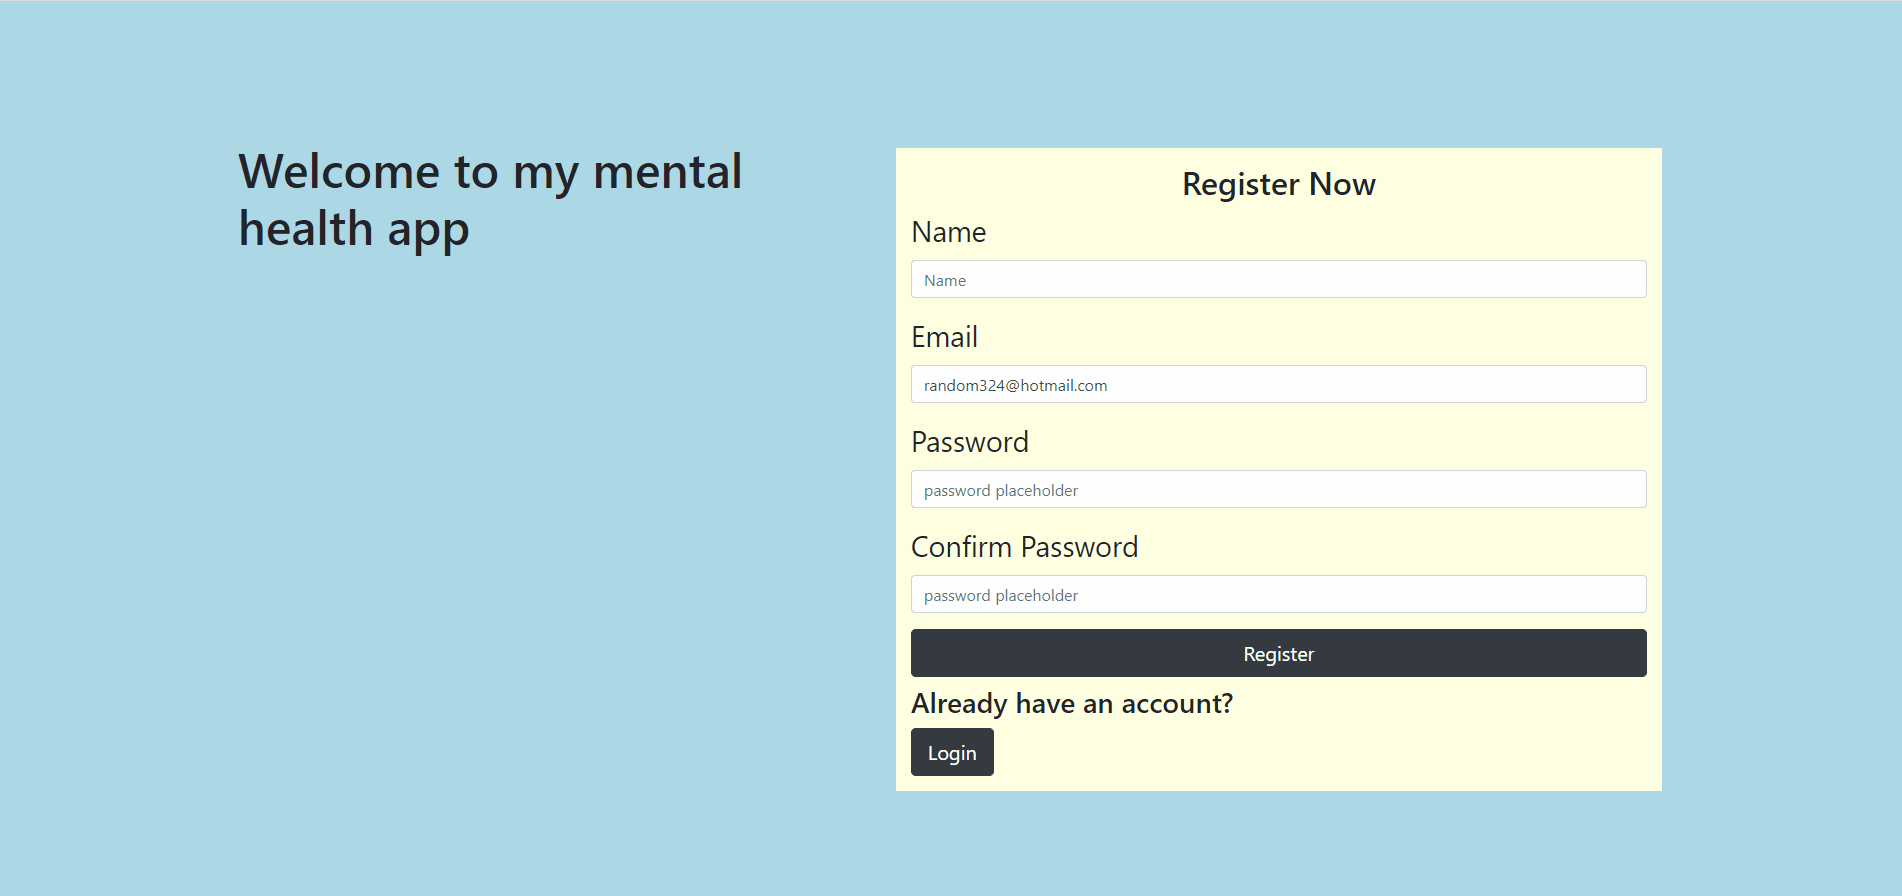 Welcome to my mental
health app
Register Now
Name
Name
Email
random324@hotmail.com
Password
password placeholder
Confirm Password
password placeholder
Register
Already have an account?
Login